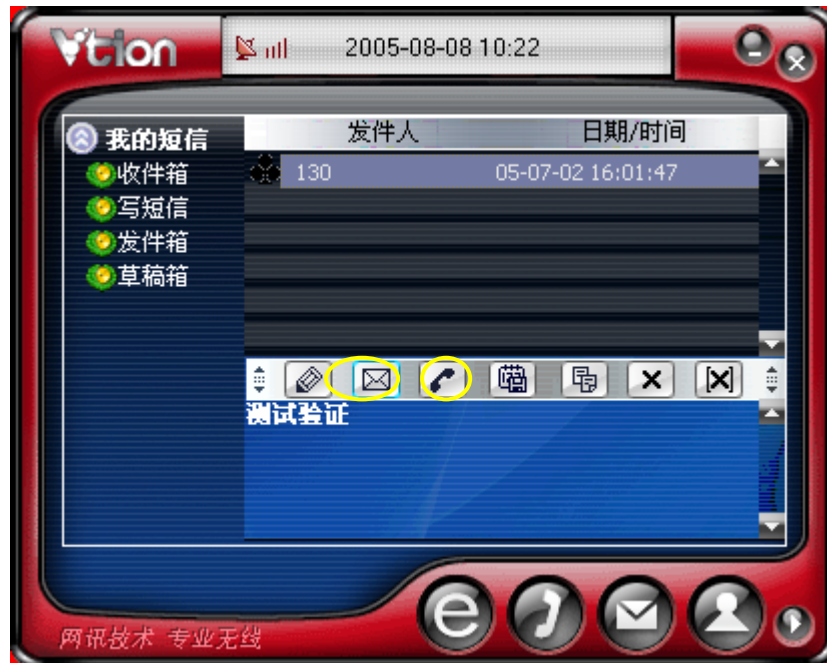 Vtion
2005-08-08 10:22
我的短信
收件箱
写短信
发件箱
草稿箱
发件人 日期/时间
130 05-07-02 16:01:47
测试验证
网讯技术 专业无线